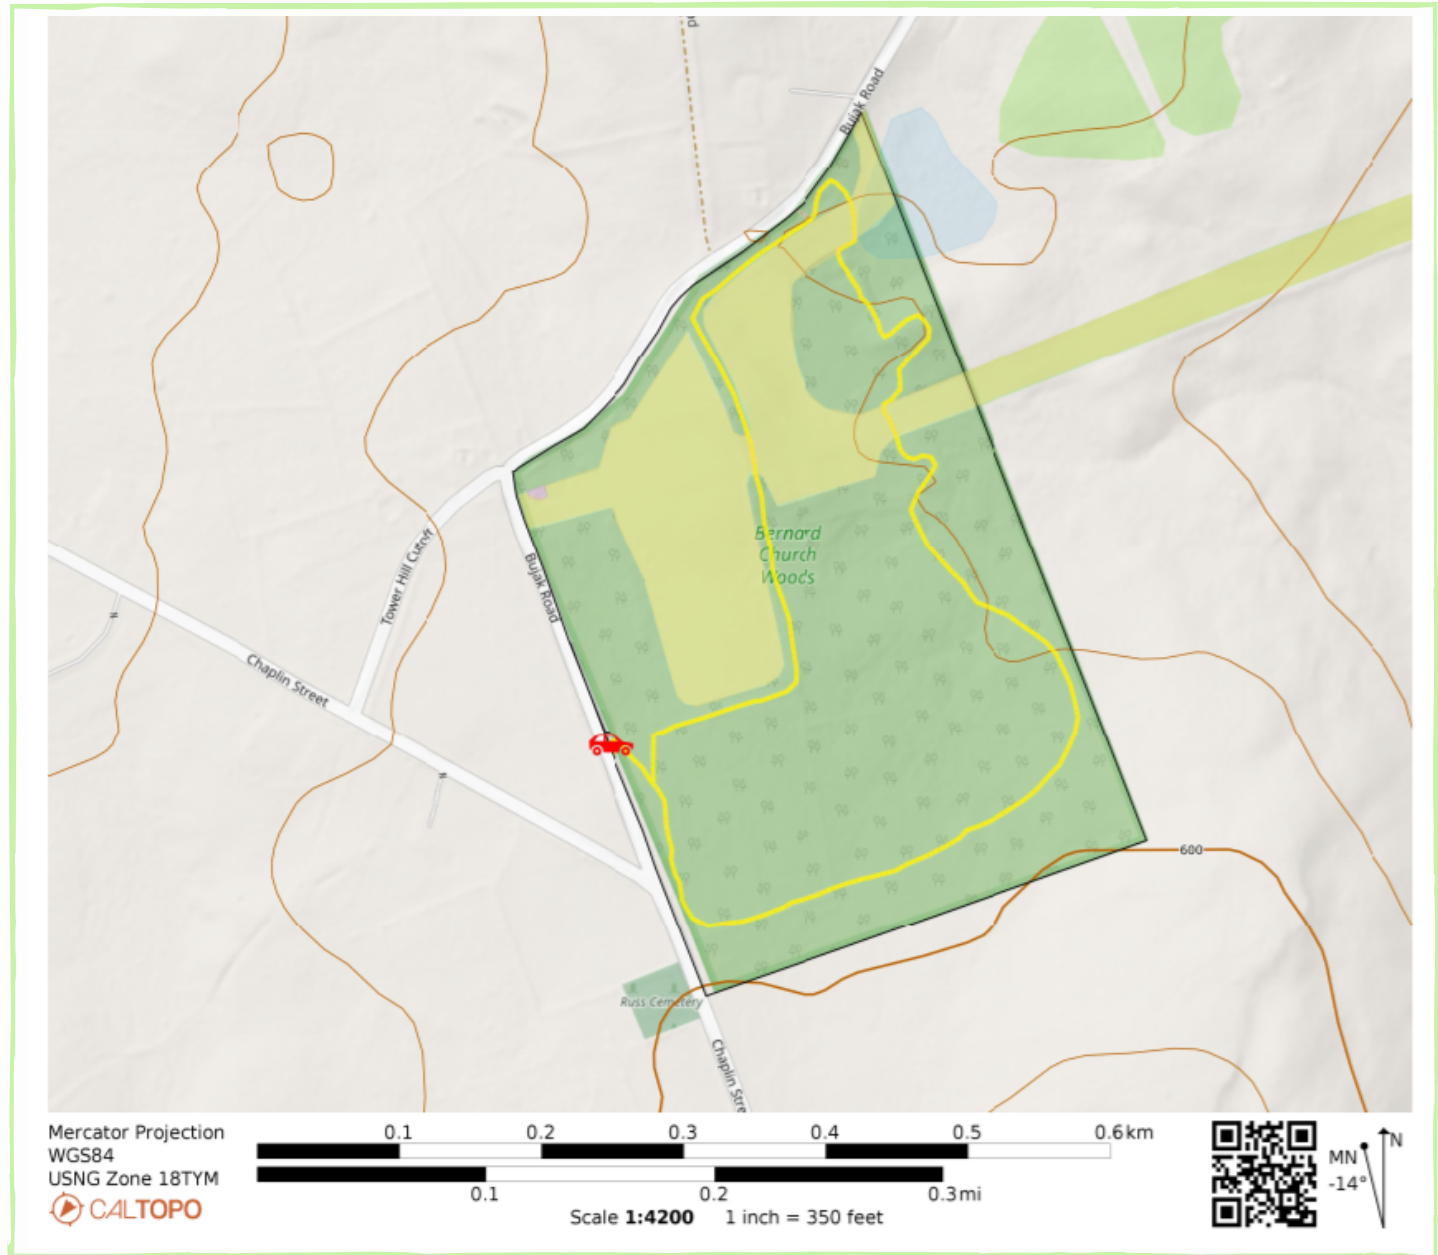 ad
Bujak Road
Bernard
Church
Woods
Tower Hill Cutoff
Bujak Road
Chaplin Street
600
Russ Cemetery
Chaplin Stre
Mercator Projection
WGS84
USNG Zone 18TYM
CALTOPO
0.1 0.2 0.3 0.4 0.5 0.6 km
0.1 0.2 0.3 mi
Scale 1:4200 1 inch = 350 feet
MN
-14°
N